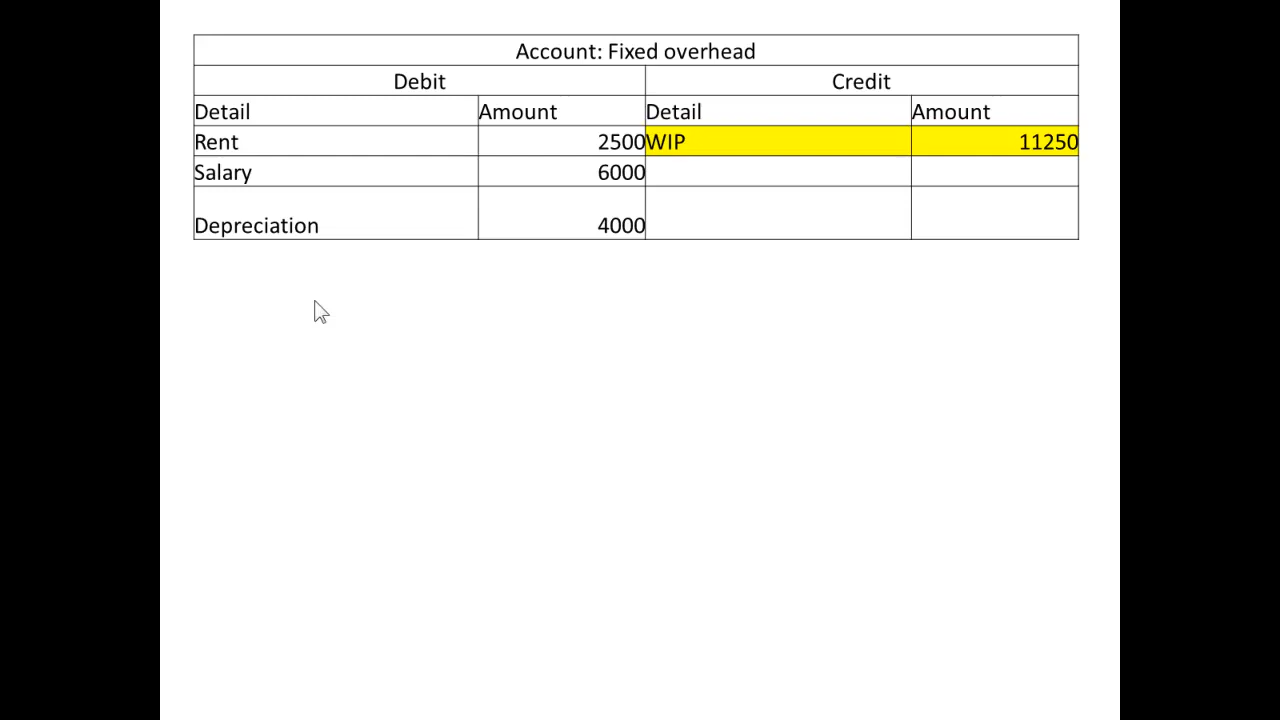 Account: Fixed overhead
Debit Credit
Detail Amount Detail Amount
Rent 2500 WIP 11250
Salary 6000
Depreciation 4000